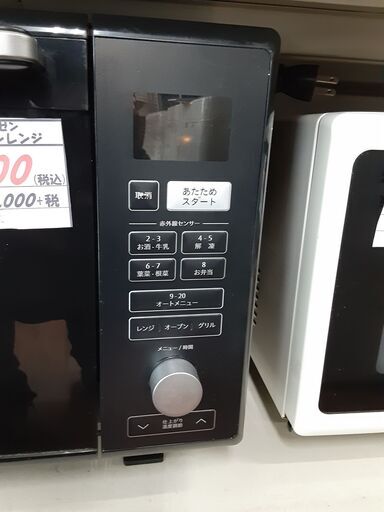 ンレンジ
00(税込)
,000+税
取消
あたため
スタート
赤外線センサー
2-3
お酒・牛乳
4-5
解凍
6-7
葉菜・根菜
8
お弁当
9-20
オートメニュー
レンジ | オーブン | グリル
メニュー/時間
仕上がり
温度調節